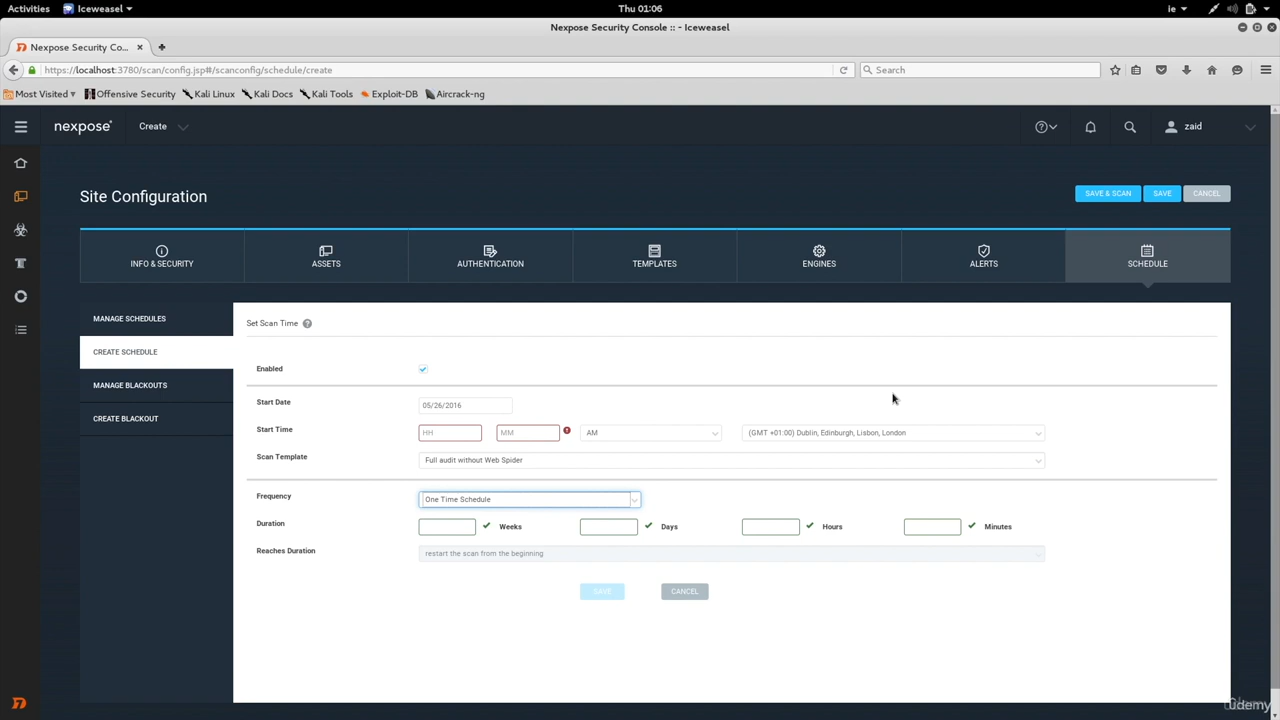 Activities Iceweasel Thu 01:06 ie
Nexpose Security Console :: - Iceweasel
Nexpose Security Co...
https://localhost:3780/scan/config.jsp#/scanconfig/schedule/create Search
Most Visited Offensive Security Kali Linux Kali Docs Kali Tools Exploit-DB Aircrack-ng
nexpose Create zaid
Site Configuration SAVE & SCAN SAVE CANCEL
INFO & SECURITY ASSETS AUTHENTICATION TEMPLATES ENGINES ALERTS SCHEDULE
MANAGE SCHEDULES
CREATE SCHEDULE
MANAGE BLACKOUTS
CREATE BLACKOUT
Set Scan Time
Enabled
Start Date 05/26/2016
Start Time HH MM AM (GMT +01:00) Dublin, Edinburgh, Lisbon, London
Scan Template Full audit without Web Spider
Frequency One Time Schedule
Duration Weeks Days Hours Minutes
Reaches Duration restart the scan from the beginning
SAVE CANCEL
Udemy